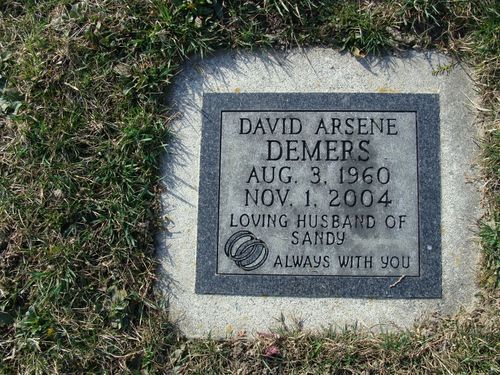 DAVID ARSENE
DEMERS
AUG. 3, 1960
NOV. 1, 2004
LOVING HUSBAND OF
SANDY
ALWAYS WITH YOU